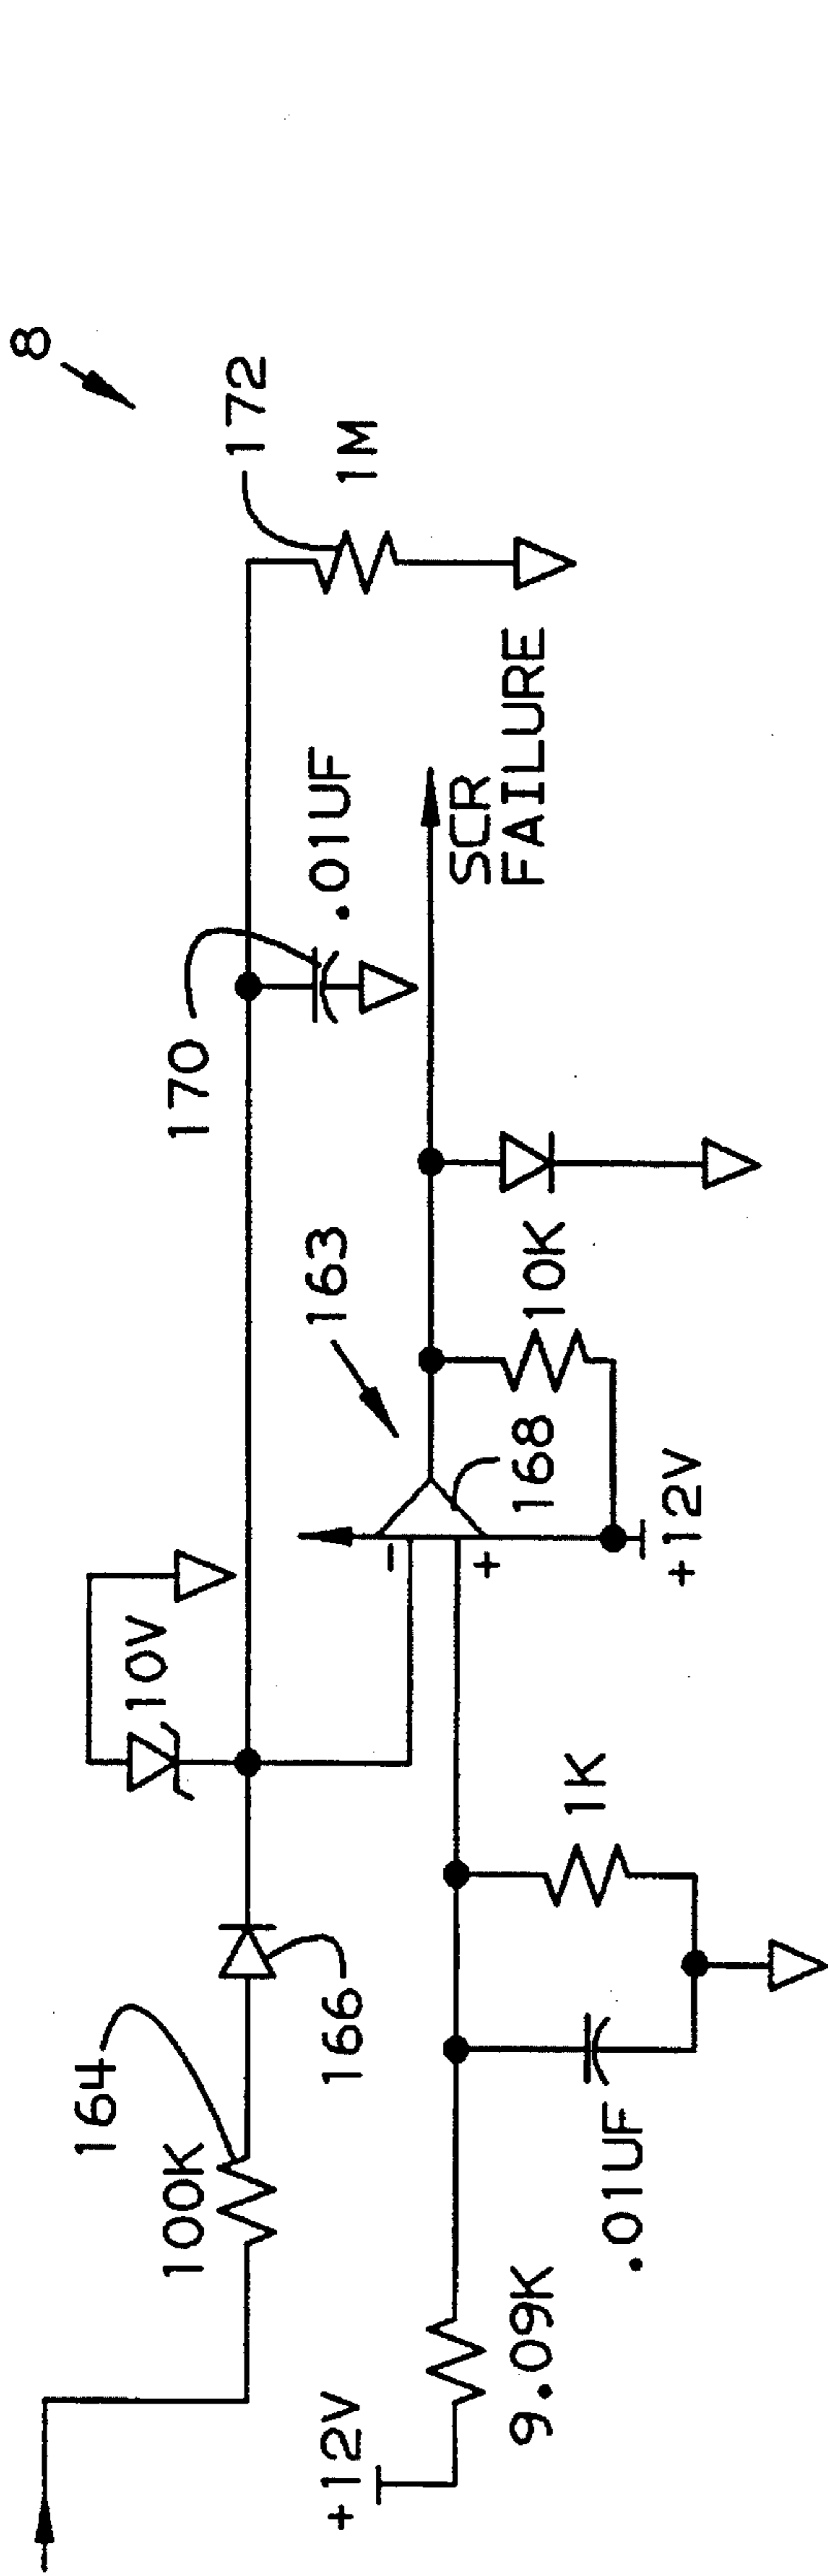 8
172
1M
170
.01UF
SCR
FAILURE
163
10K
168
+12V
10V
-
+
1K
166
164
100K
.01UF
9.09K
+12V